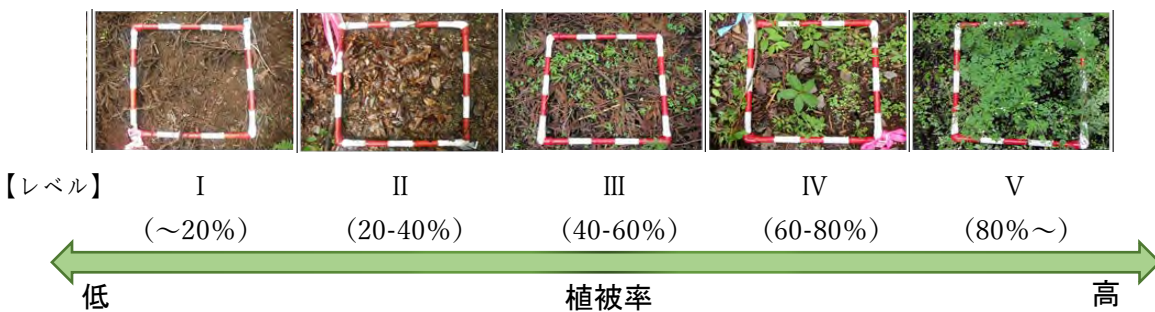 【レベル】 Ⅰ Ⅱ Ⅲ Ⅳ Ⅴ
（～20%） （20-40%） （40-60%） （60-80%） （80%～）
低 植被率 高